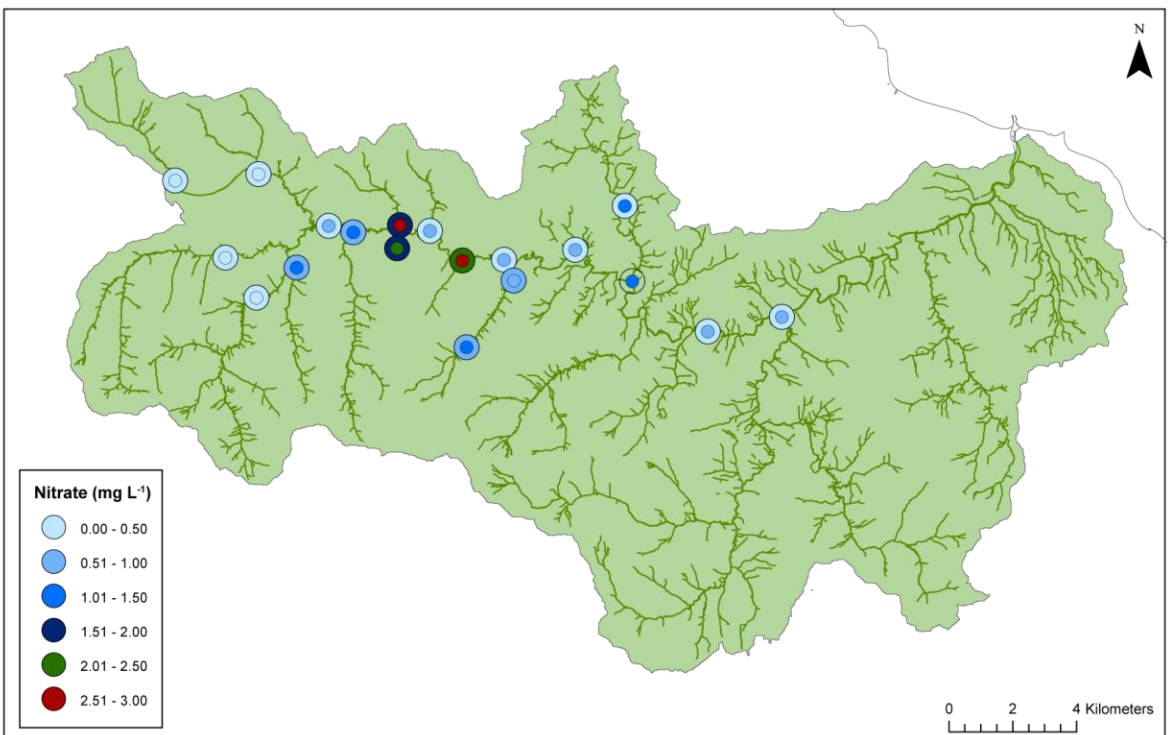 N
Nitrate (mg L⁻¹)
0.00 - 0.50
0.51 - 1.00
1.01 - 1.50
1.51 - 2.00
2.01 - 2.50
2.51 - 3.00
0 2 4 Kilometers